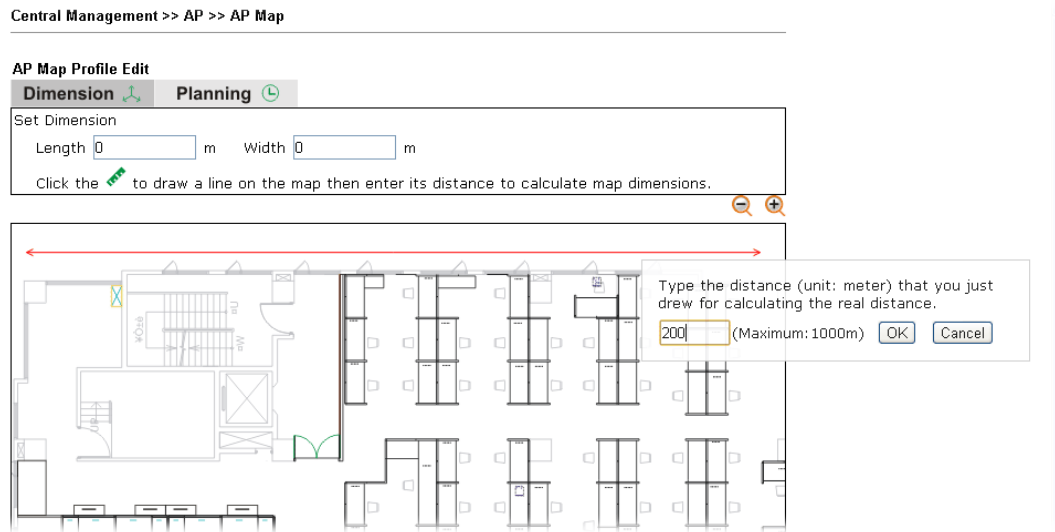 Central Management >> AP >> AP Map
AP Map Profile Edit
Dimension
Planning
Set Dimension
Length 0 m Width 0 m
Click the to draw a line on the map then enter its distance to calculate map dimensions.
Type the distance (unit: meter) that you just
drew for calculating the real distance.
200 (Maximum: 1000m) OK Cancel